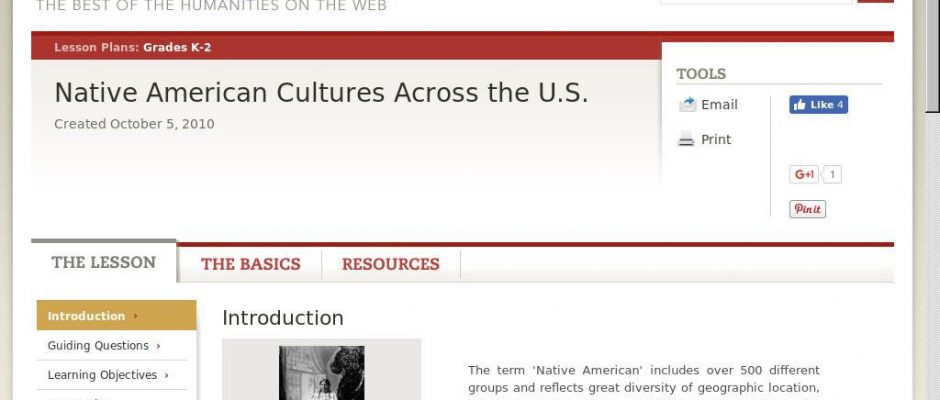 THE BEST OF THE HUMANITIES ON THE WEB
Lesson Plans: Grades K-2
Native American Cultures Across the U.S.
Created October 5, 2010
TOOLS
Email
Like 4
Print
G+1 1
Pin it
THE LESSON THE BASICS RESOURCES
Introduction ›
Guiding Questions ›
Learning Objectives ›
Introduction
The term 'Native American' includes over 500 different
groups and reflects great diversity of geographic location,